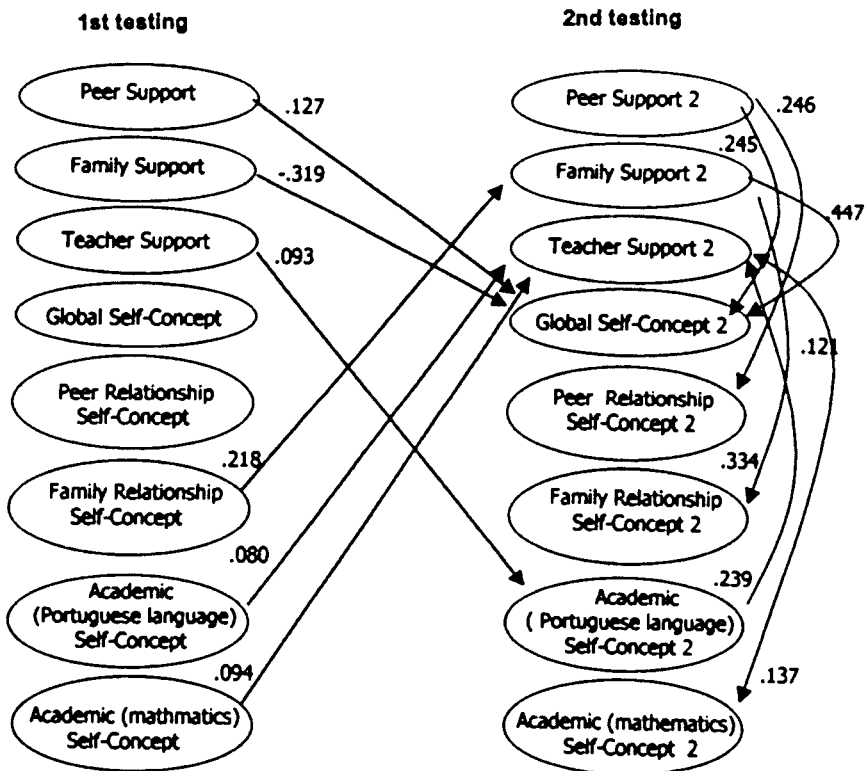 1st testing
2nd testing
Peer Support
.127
Family Support
-.319
Teacher Support
.093
Global Self-Concept
Peer Relationship
Self-Concept
.218
Family Relationship
Self-Concept
.080
Academic
(Portuguese language)
Self-Concept
.094
Academic (mathmatics)
Self-Concept
Peer Support 2
.246
.245
Family Support 2
.447
Teacher Support 2
Global Self-Concept 2
.121
Peer Relationship
Self-Concept 2
.334
Family Relationship
Self-Concept 2
.239
Academic
( Portuguese language)
Self-Concept 2
.137
Academic (mathematics)
Self-Concept 2